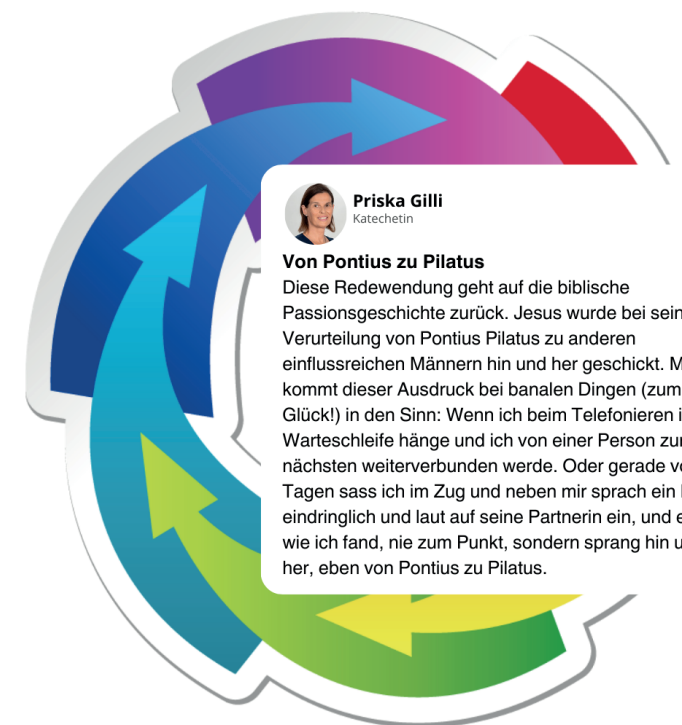 Priska Gilli
Katechetin
Von Pontius zu Pilatus
Diese Redewendung geht auf die biblische
Passionsgeschichte zurück. Jesus wurde bei sein
Verurteilung von Pontius Pilatus zu anderen
einflussreichen Männern hin und her geschickt. M
kommt dieser Ausdruck bei banalen Dingen (zum
Glück!) in den Sinn: Wenn ich beim Telefonieren i
Warteschleife hänge und ich von einer Person zur
nächsten weiterverbunden werde. Oder gerade vo
Tagen sass ich im Zug und neben mir sprach ein
eindringlich und laut auf seine Partnerin ein, und e
wie ich fand, nie zum Punkt, sondern sprang hin u
her, eben von Pontius zu Pilatus.